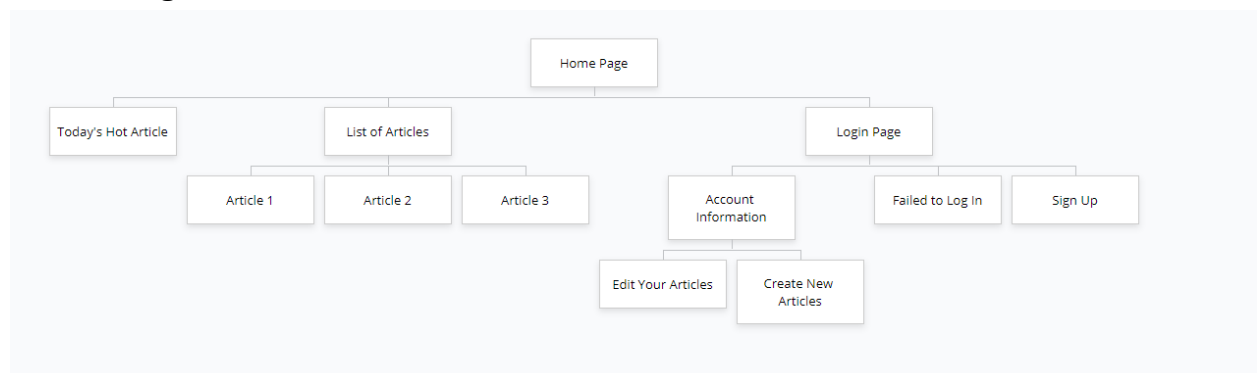 Home Page
Today's Hot Article
List of Articles
Login Page
Article 1
Article 2
Article 3
Account
Information
Failed to Log In
Sign Up
Edit Your Articles
Create New
Articles